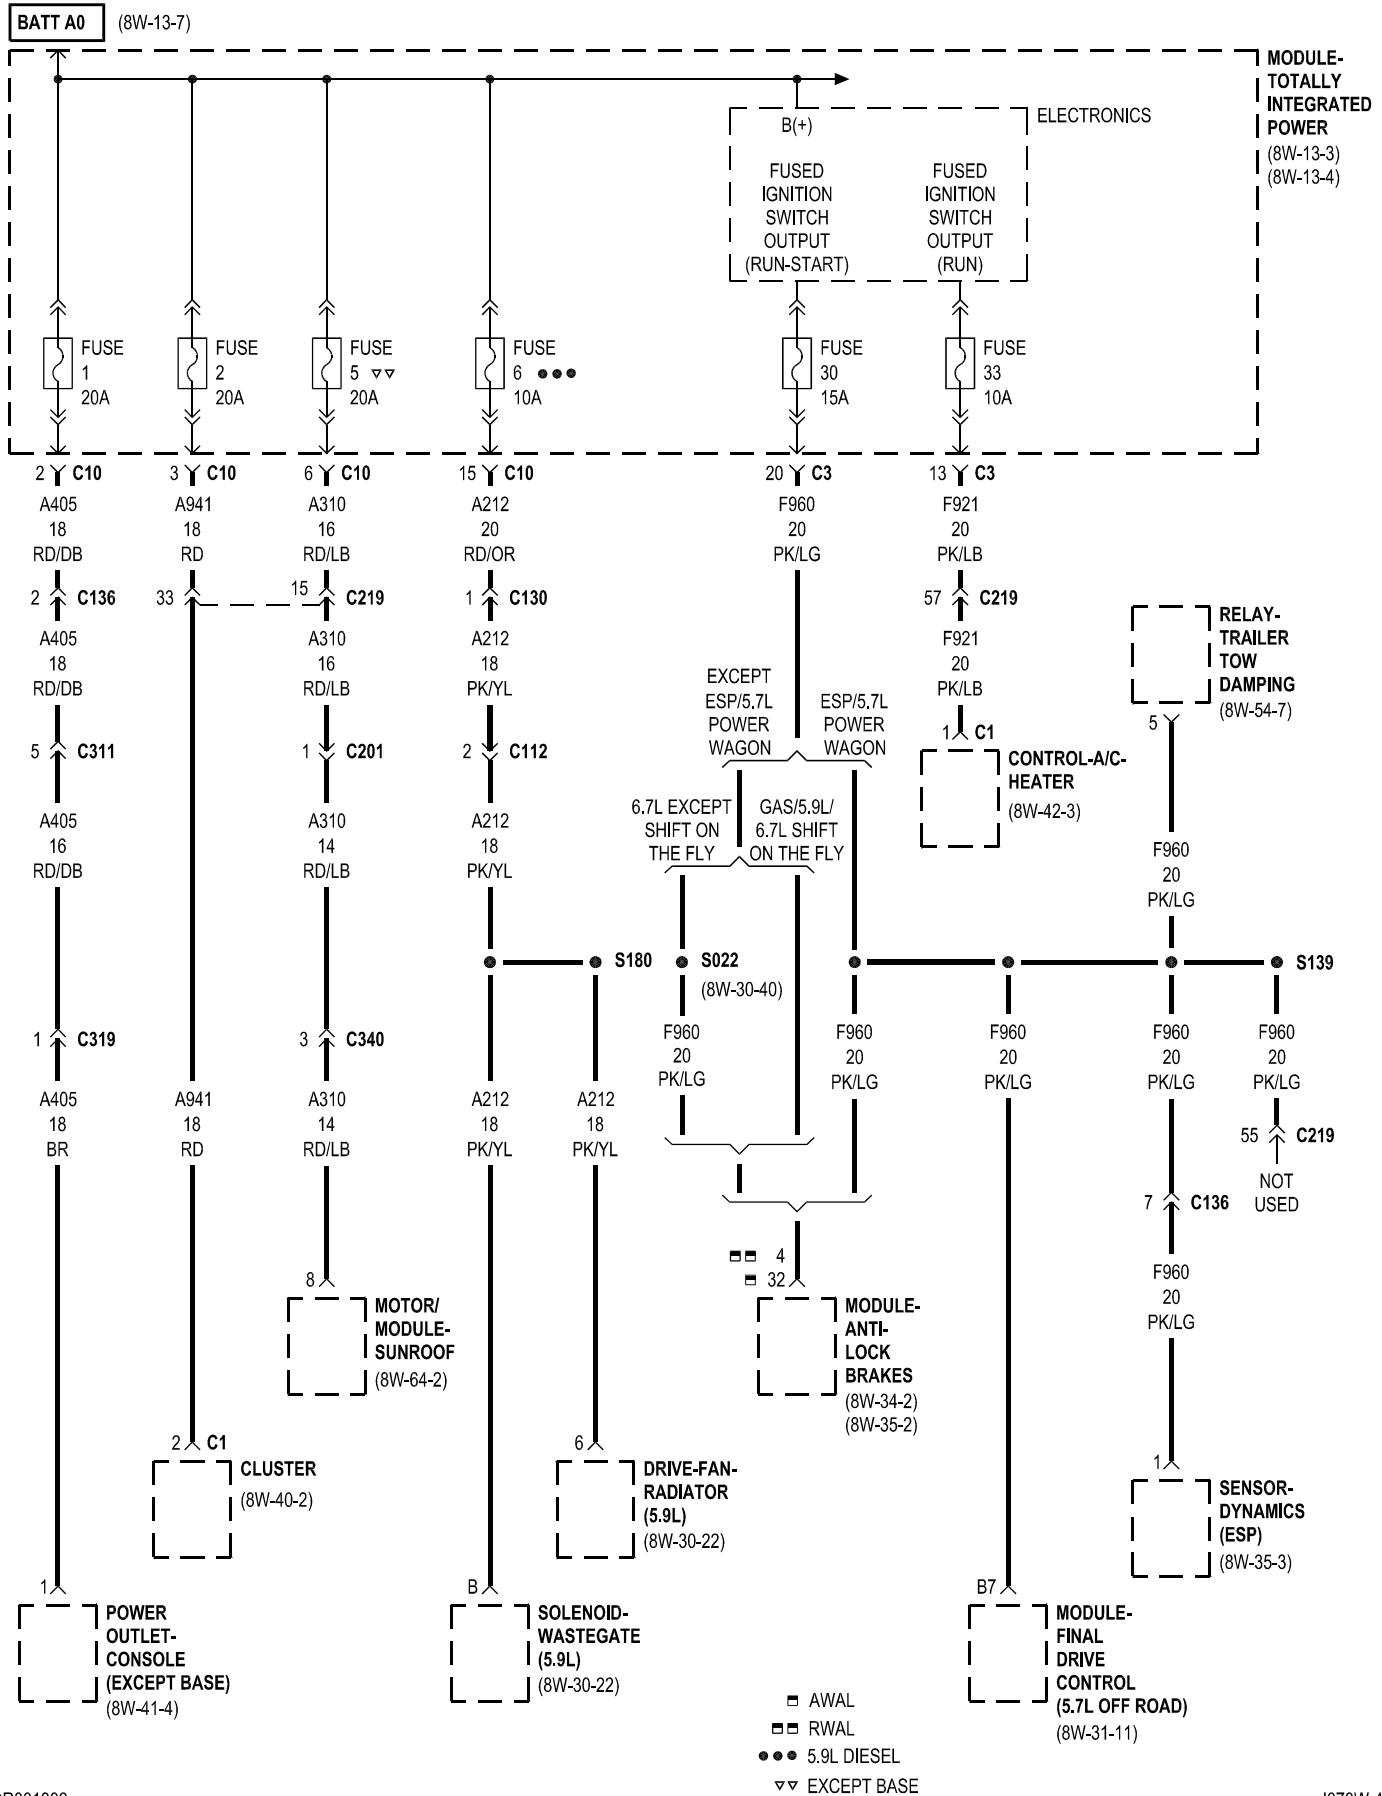 BATT A0 (8W-13-7)
MODULE-
TOTALLY
INTEGRATED
POWER
(8W-13-3)
(8W-13-4)
ELECTRONICS
B(+)
FUSED
IGNITION
SWITCH
OUTPUT
(RUN-START)
FUSED
IGNITION
SWITCH
OUTPUT
(RUN)
FUSE
1
20A
FUSE
2
20A
FUSE
5
20A
FUSE
6
10A
FUSE
30
15A
FUSE
33
10A
2 C10
3 C10
6 C10
15 C10
20 C3
13 C3
A405
18
RD/DB
A941
18
RD
A310
16
RD/LB
A212
20
RD/OR
F960
20
PK/LG
F921
20
PK/LB
2 C136
33
15 C219
1 C130
57 C219
A405
18
RD/DB
A310
16
RD/LB
A212
18
PK/YL
F921
20
PK/LB
RELAY-
TRAILER
TOW
DAMPING
(8W-54-7)
5
EXCEPT
ESP/5.7L
POWER
WAGON
ESP/5.7L
POWER
WAGON
1 C1
CONTROL-A/C-
HEATER
(8W-42-3)
5 C311
1 C201
2 C112
A405
16
RD/DB
A310
14
RD/LB
A212
18
PK/YL
6.7L EXCEPT
SHIFT ON
THE FLY
GAS/5.9L/
6.7L SHIFT
ON THE FLY
F960
20
PK/LG
S180
S022
(8W-30-40)
S139
1 C319
3 C340
F960
20
PK/LG
F960
20
PK/LG
F960
20
PK/LG
F960
20
PK/LG
F960
20
PK/LG
A405
18
BR
A941
18
RD
A310
14
RD/LB
A212
18
PK/YL
A212
18
PK/YL
55 C219
NOT
USED
7 C136
F960
20
PK/LG
4
32
8
MOTOR/
MODULE-
SUNROOF
(8W-64-2)
MODULE-
ANTI-
LOCK
BRAKES
(8W-34-2)
(8W-35-2)
2 C1
CLUSTER
(8W-40-2)
6
DRIVE-FAN-
RADIATOR
(5.9L)
(8W-30-22)
1
SENSOR-
DYNAMICS
(ESP)
(8W-35-3)
1
POWER
OUTLET-
CONSOLE
(EXCEPT BASE)
(8W-41-4)
B
SOLENOID-
WASTEGATE
(5.9L)
(8W-30-22)
B7
MODULE-
FINAL
DRIVE
CONTROL
(5.7L OFF ROAD)
(8W-31-11)
AWAL
RWAL
5.9L DIESEL
EXCEPT BASE